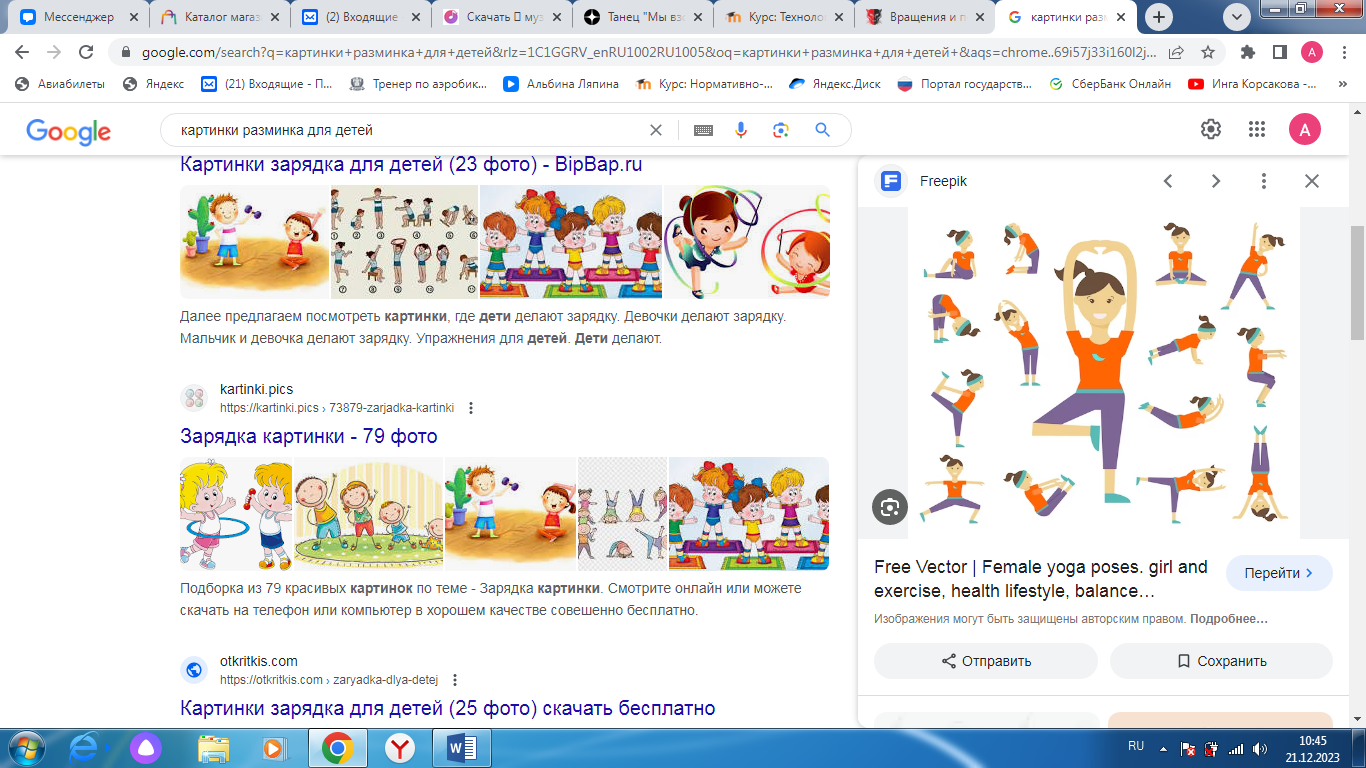 Мессенджер
Каталог мага
(2) Входящие
Скачать
муз
Танец "Мы вз
Курс: Техноло
Вращения и п
картинки раз
google.com/search?q=картинки+разминка+для+детей&rlz=1C1GGRV_enRU1002RU1005&oq=картинки+разминка+для+детей+&aqs=chrome..69i57j33i160l2j...
A
Авиабилеты
Яндекс
(21) Входящие - П...
Тренер по аэробик...
Альбина Ляпина
Курс: Нормативно-...
Яндекс.Диск
Портал государств...
СберБанк Онлайн
Инга Корсакова -...
»
Google
картинки разминка для детей
A
Картинки зарядка для детей (23 фото) - BipBap.ru
Далее предлагаем посмотреть картинки, где дети делают зарядку. Девочки делают зарядку.
Мальчик и девочка делают зарядку. Упражнения для детей. Дети делают.
kartinki.pics
https://kartinki.pics › 73879-zarjadka-kartinki
Зарядка картинки - 79 фото
Подборка из 79 красивых картинок по теме - Зарядка картинки. Смотрите онлайн или можете
скачать на телефон или компьютер в хорошем качестве совешенно бесплатно.
otkritkis.com
https://otkritkis.com › zaryadka-dlya-detej
Картинки зарядка для детей (25 фото) скачать бесплатно
Freepik
Free Vector | Female yoga poses. girl and
exercise, health lifestyle, balance…
Перейти
Изображения могут быть защищены авторским правом. Подробнее…
Отправить
Сохранить
RU
10:45
21.12.2023